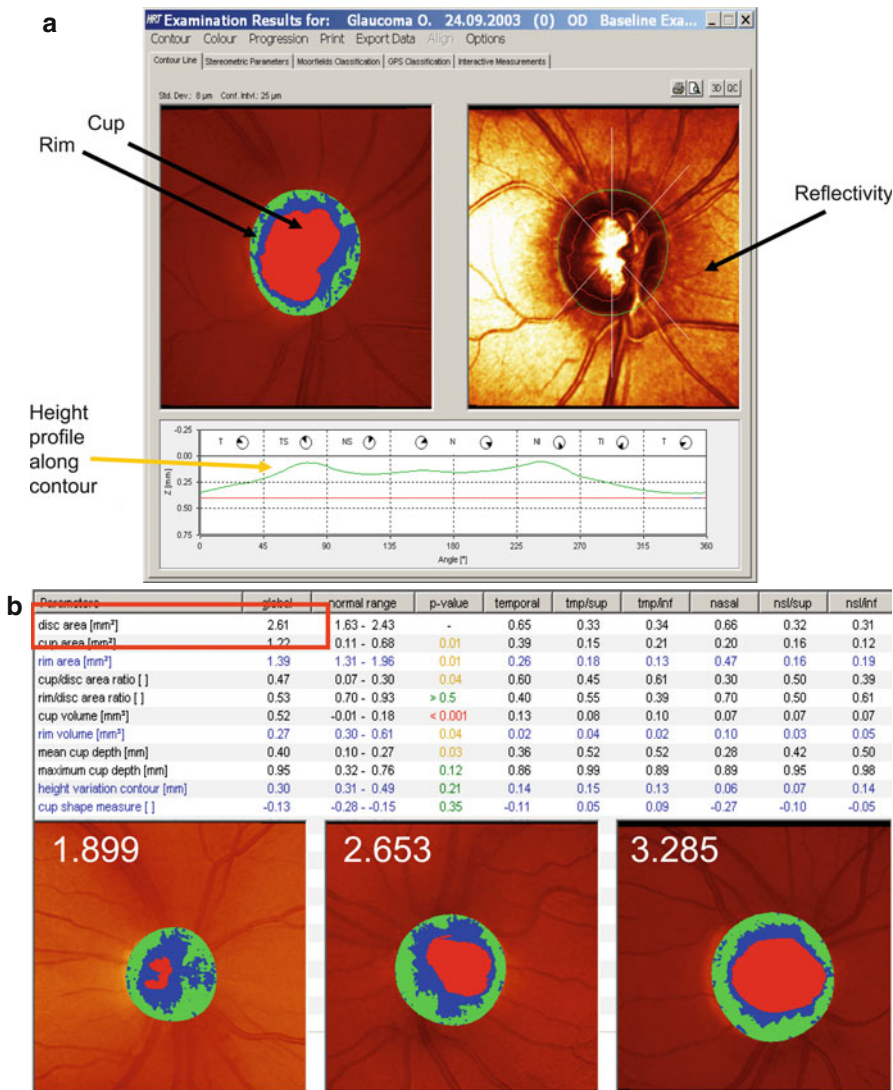 a
HRT Examination Results for: Glaucoma O. 24.09.2003 (0) OD Baseline Exa...
Contour Colour Progression Print Export Data Align Options
Contour Line Stereometric Parameters Moorfields Classification GPS Classification Interactive Measurements
Std. Dev.: 8 µm Conf. Intvl.: 25 µm
3D QC
Cup
Rim
Reflectivity
Height
profile
along
contour
T TS NS N NI TI T
-0.25
0.00
0.25
0.50
0.75
Z [mm]
0 45 90 135 180 225 270 315 360
Angle [°]
b
Parameters global normal range p-value temporal tmp/sup tmp/inf nasal nsl/sup nsl/inf
disc area [mm²] 2.61 1.63 - 2.43 - 0.65 0.33 0.34 0.66 0.32 0.31
cup area [mm²] 1.22 0.11 - 0.68 0.01 0.39 0.15 0.21 0.20 0.16 0.12
rim area [mm²] 1.39 1.31 - 1.96 0.01 0.26 0.18 0.13 0.47 0.16 0.19
cup/disc area ratio [ ] 0.47 0.07 - 0.30 0.04 0.60 0.45 0.61 0.30 0.50 0.39
rim/disc area ratio [ ] 0.53 0.70 - 0.93 > 0.5 0.40 0.55 0.39 0.70 0.50 0.61
cup volume [mm³] 0.52 -0.01 - 0.18 < 0.001 0.13 0.08 0.10 0.07 0.07 0.07
rim volume [mm³] 0.27 0.30 - 0.61 0.04 0.02 0.04 0.02 0.10 0.03 0.05
mean cup depth [mm] 0.40 0.10 - 0.27 0.03 0.36 0.52 0.52 0.28 0.42 0.50
maximum cup depth [mm] 0.95 0.32 - 0.76 0.12 0.86 0.99 0.89 0.89 0.95 0.98
height variation contour [mm] 0.30 0.31 - 0.49 0.21 0.14 0.15 0.13 0.06 0.07 0.14
cup shape measure [ ] -0.13 -0.28 - -0.15 0.35 -0.11 0.05 0.09 -0.27 -0.10 -0.05
1.899 2.653 3.285